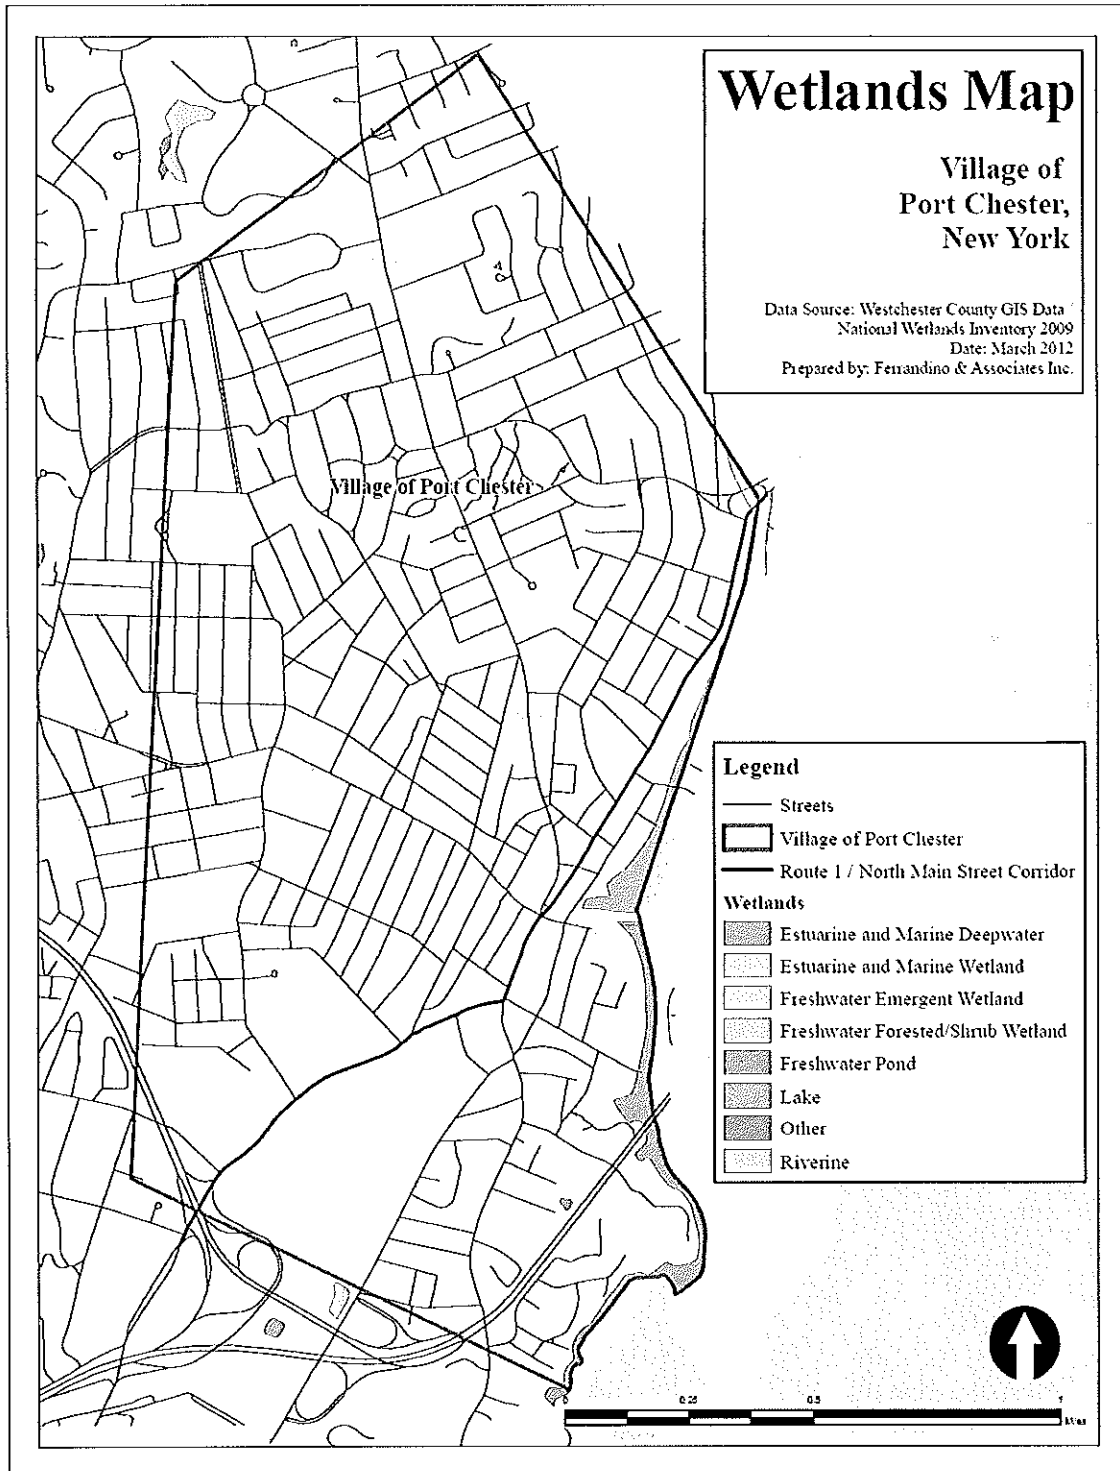 Wetlands Map
Village of
Port Chester,
New York
Data Source: Westchester County GIS Data /
National Wetlands Inventory 2009
Date: March 2012
Prepared by: Ferrandino & Associates Inc.
Village of Port Chester
Legend
Streets
Village of Port Chester
Route 1 / North Main Street Corridor
Wetlands
Estuarine and Marine Deepwater
Estuarine and Marine Wetland
Freshwater Emergent Wetland
Freshwater Forested/Shrub Wetland
Freshwater Pond
Lake
Other
Riverine
0 0.25 0.5 1
Miles